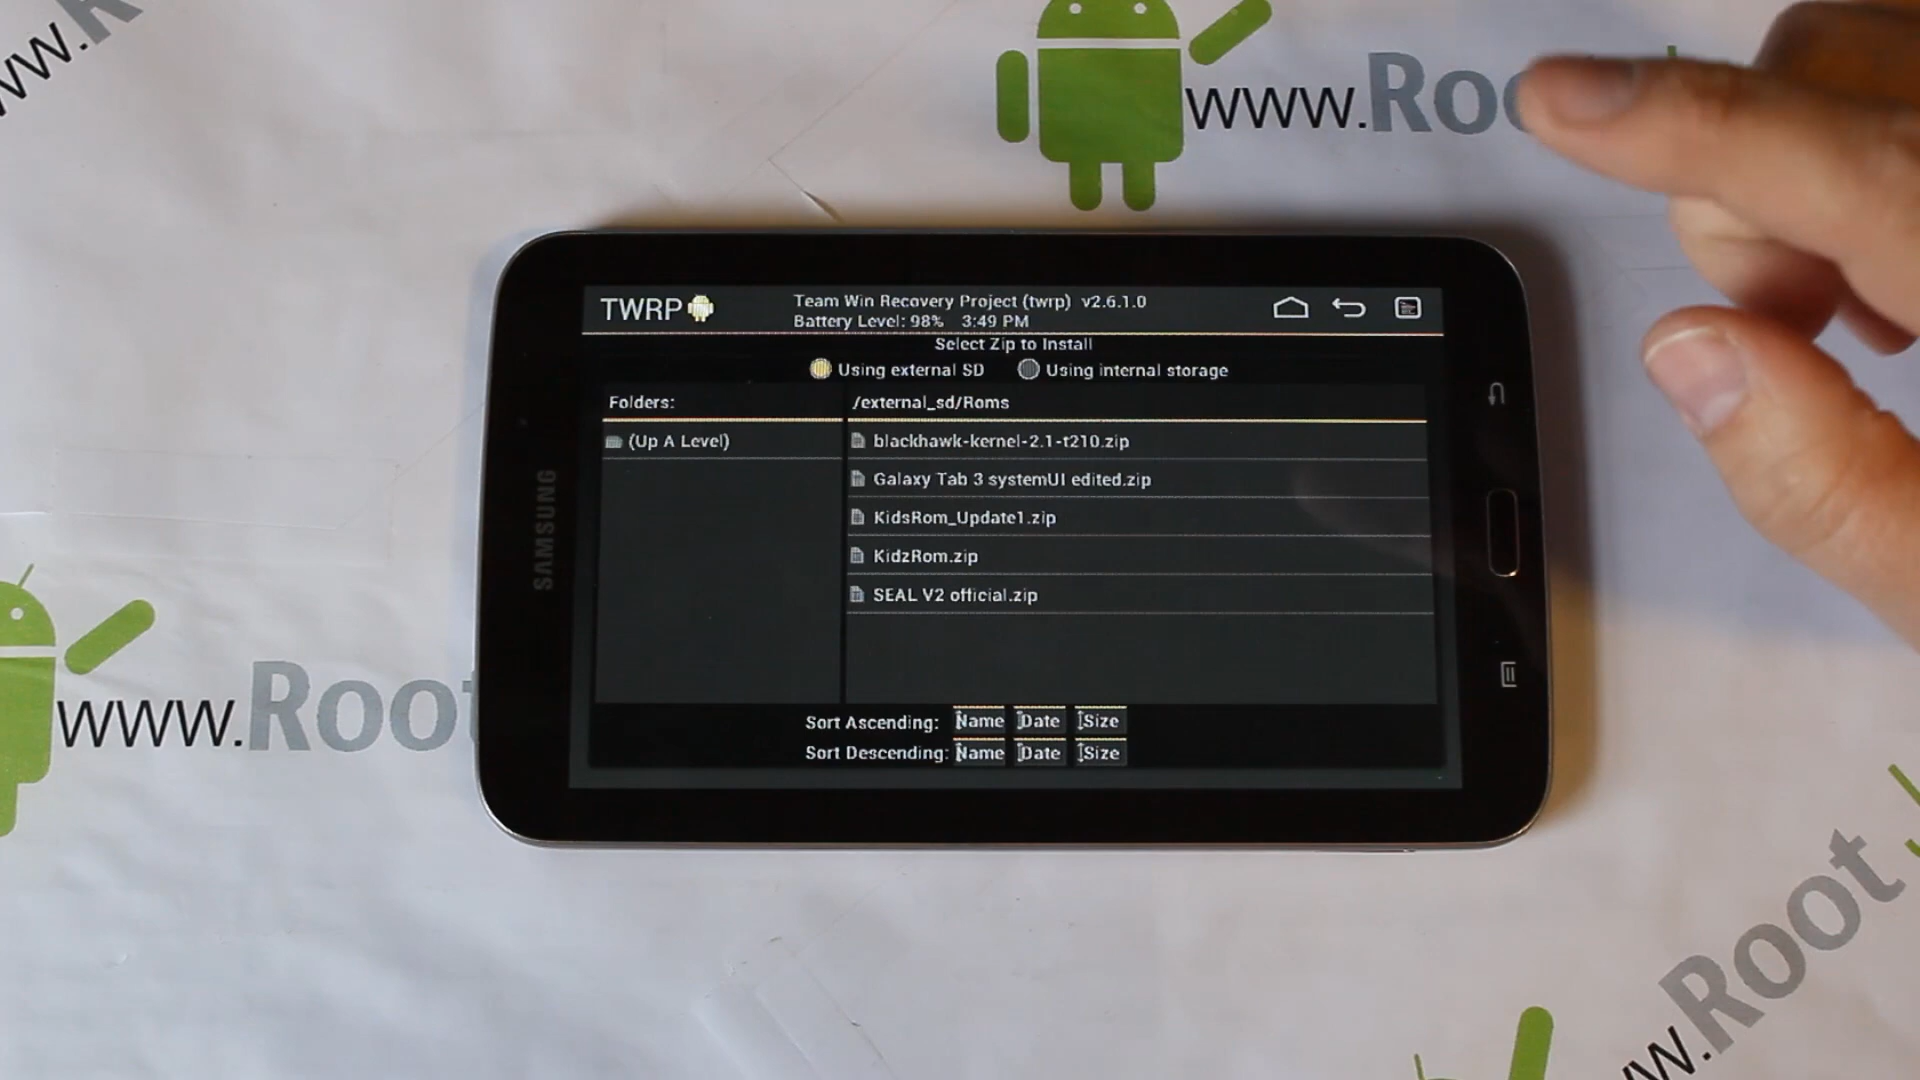 www.Root
www.Roo
TWRP
Team Win Recovery Project (twrp) v2.6.1.0
Battery Level: 98% 3:49 PM
Select Zip to Install
Using external SD Using internal storage
Folders: /external_sd/Roms
(Up A Level) blackhawk-kernel-2.1-t210.zip
Galaxy Tab 3 systemUI edited.zip
KidsRom_Update1.zip
KidzRom.zip
SEAL V2 official.zip
SAMSUNG
Sort Ascending: Name Date Size
Sort Descending: Name Date Size
www.Root
w.Root